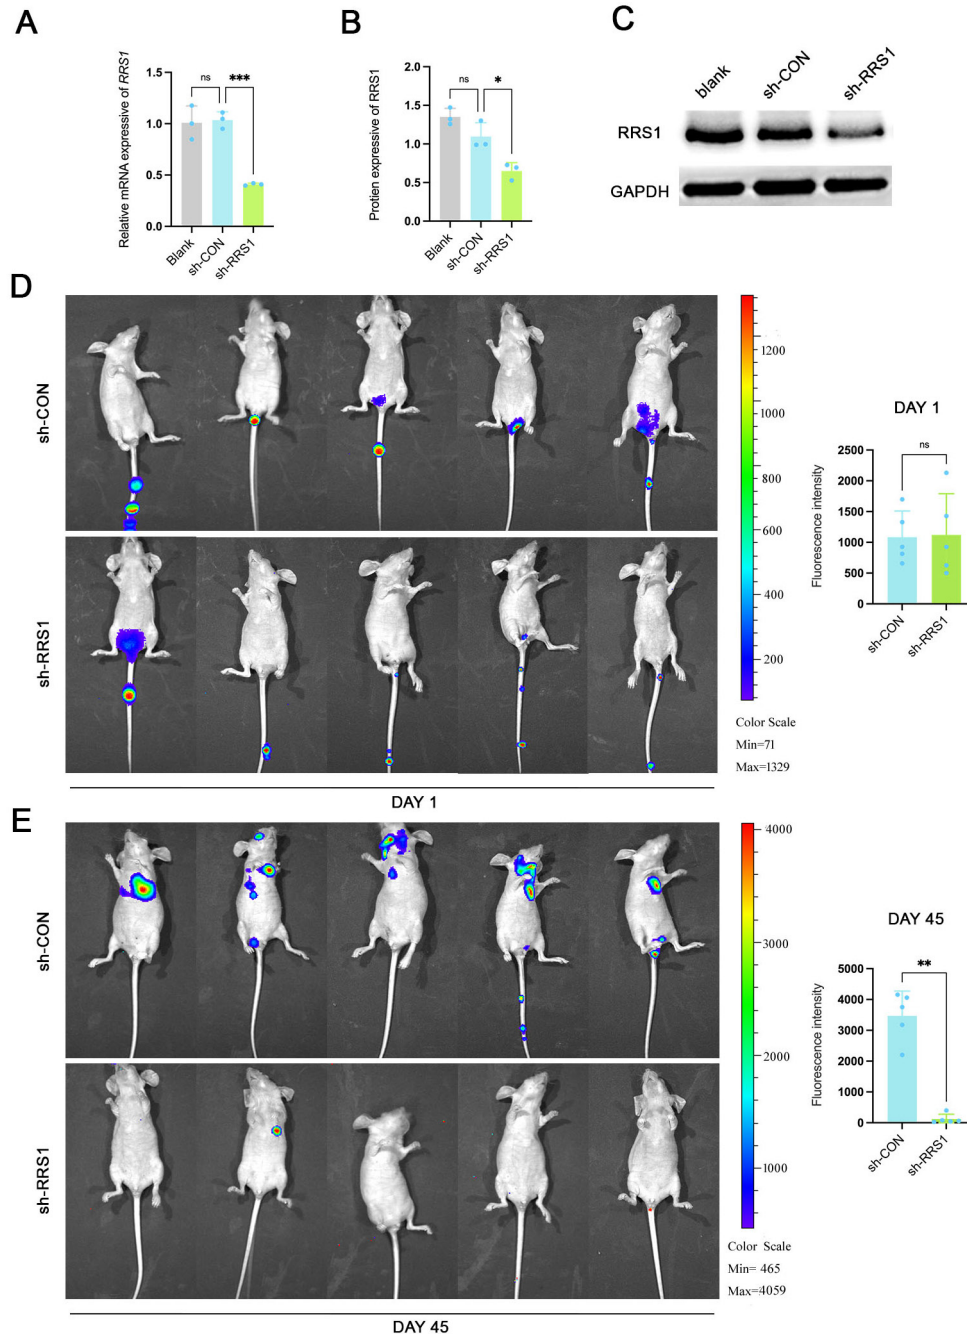 A
Relative mRNA expressive of RRS1
1.5
1.0
0.5
0.0
ns
***
Blank
sh-CON
sh-RRS1
B
Protien expressive of RRS1
2.0
1.5
1.0
0.5
0.0
ns
*
Blank
sh-CON
sh-RRS1
C
blank
sh-CON
sh-RRS1
RRS1
GAPDH
D
sh-CON
sh-RRS1
DAY 1
1200
1000
800
600
400
200
Color Scale
Min=71
Max=1329
DAY 1
Fluorescence intensity
2500
2000
1500
1000
500
0
ns
sh-CON
sh-RRS1
E
sh-CON
sh-RRS1
DAY 45
4000
3000
2000
1000
Color Scale
Min= 465
Max=4059
DAY 45
Fluorescence intensity
5000
4000
3000
2000
1000
0
**
sh-CON
sh-RRS1